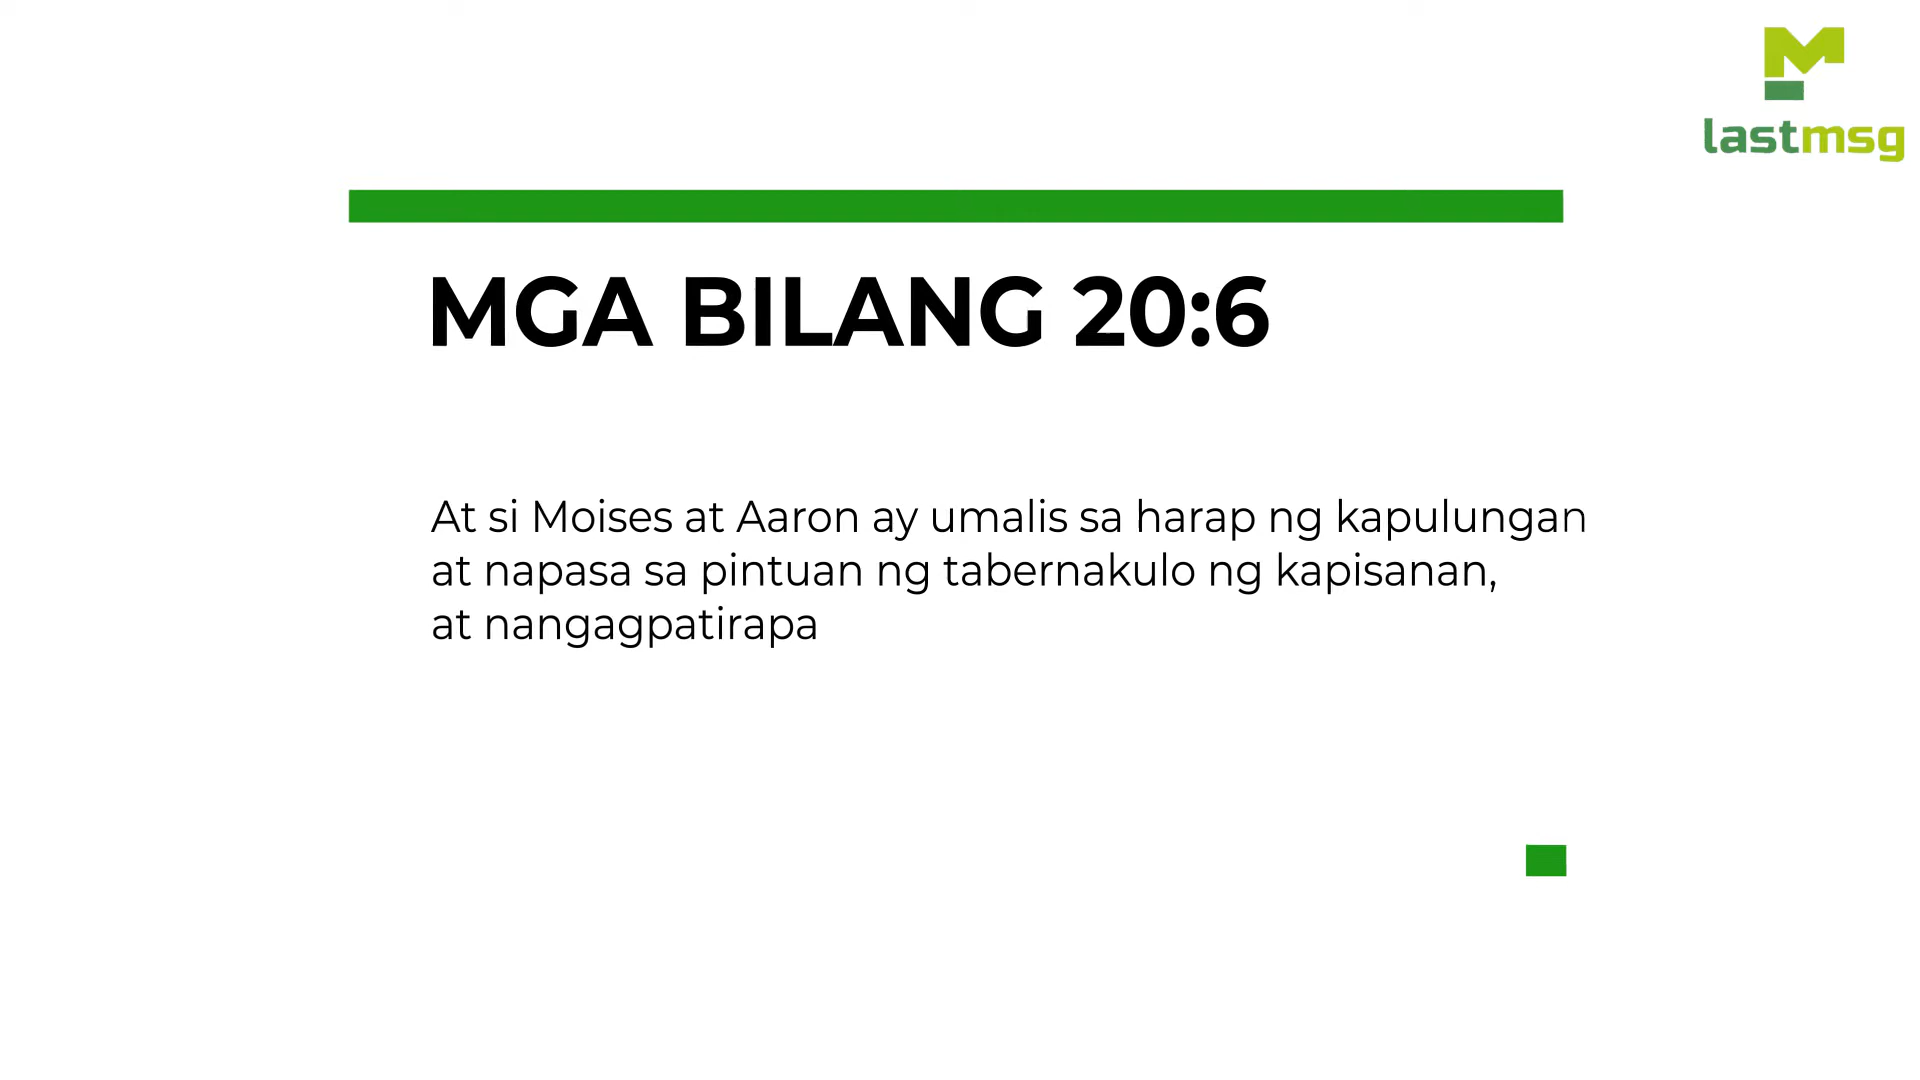 lastmsg
MGA BILANG 20:6
At si Moises at Aaron ay umalis sa harap ng kapulungan
at napasa sa pintuan ng tabernakulo ng kapisanan,
at nangagpatirapa